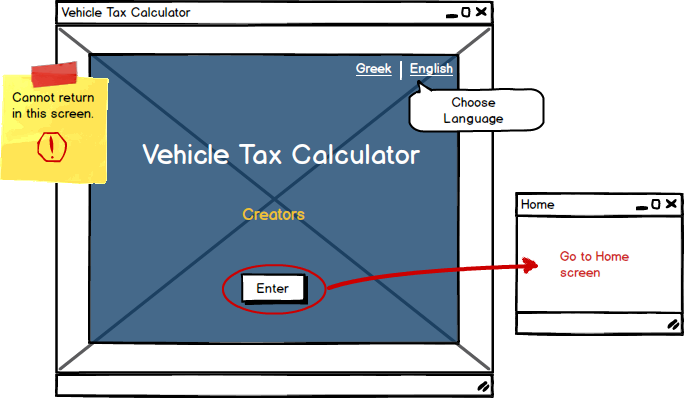 Vehicle Tax Calculator
Greek | English
Cannot return
in this screen.
Choose
Language
Vehicle Tax Calculator
Creators
Enter
Home
Go to Home
screen